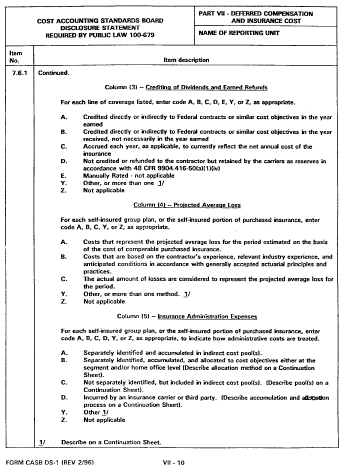 COST ACCOUNTING STANDARDS BOARD
DISCLOSURE STATEMENT
REQUIRED BY PUBLIC LAW 100-679
PART VII - DEFERRED COMPENSATION
AND INSURANCE COST
NAME OF REPORTING UNIT
Item
No.
Item description
7.6.1 Continued.
Column (3) -- Crediting of Dividends and Earned Refunds
For each line of coverage listed, enter code A, B, C, D, E, Y, or Z, as appropriate.
A. Credited directly or indirectly to Federal contracts or similar cost objectives in the year
earned
B. Credited directly or indirectly to Federal contracts or similar cost objectives in the year
received, not necessarily in the year earned
C. Accrued each year, as applicable, to currently reflect the net annual cost of the
insurance
D. Not credited or refunded to the contractor but retained by the carriers as reserves in
accordance with 48 CFR 9904.416-50(a)(1)(iv)
E. Manually Rated - not applicable
Y. Other, or more than one 1/
Z. Not applicable
Column (4) -- Projected Average Loss
For each self-insured group plan, or the self-insured portion of purchased insurance, enter
code A, B, C, Y, or Z, as appropriate.
A. Costs that represent the projected average loss for the period estimated on the basis
of the cost of comparable purchased insurance.
B. Costs that are based on the contractor's experience, relevant industry experience, and
anticipated conditions in accordance with generally accepted actuarial principles and
practices.
C. The actual amount of losses are considered to represent the projected average loss for
the period.
Y. Other, or more than one method. 1/
Z. Not applicable
Column (5) -- Insurance Administration Expenses
For each self-insured group plan, or the self-insured portion of purchased insurance, enter
code A, B, C, D, Y, or Z, as appropriate, to indicate how administrative costs are treated.
A. Separately identified and accumulated in indirect cost pool(s).
B. Separately identified, accumulated, and allocated to cost objectives either at the
segment and/or home office level (Describe allocation method on a Continuation
Sheet).
C. Not separately identified, but included in indirect cost pool(s). (Describe pool(s) on a
Continuation Sheet).
D. Incurred by an insurance carrier or third party. (Describe accumulation and allocation
process on a Continuation Sheet).
Y. Other 1/
Z. Not applicable
1/ Describe on a Continuation Sheet.
FORM CASB DS-1 (REV 2/96) VII - 10